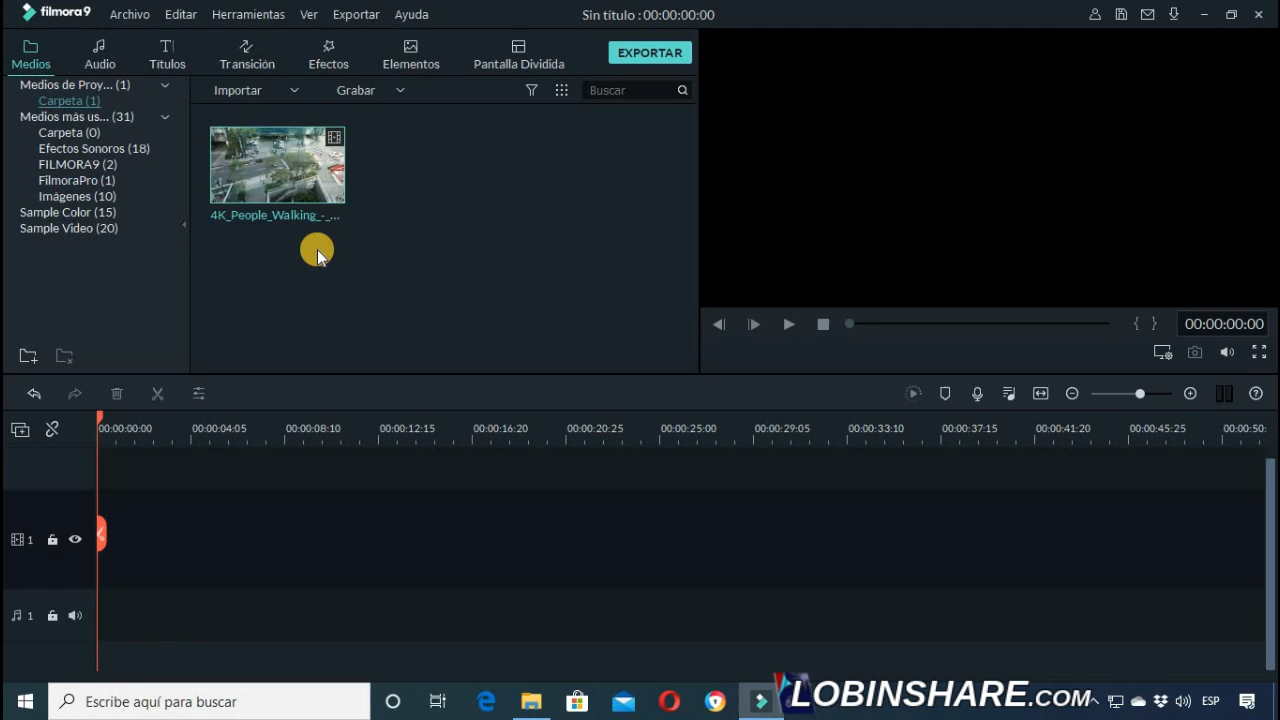 filmora9 Archivo Editar Herramientas Ver Exportar Ayuda Sin título : 00:00:00:00
Medios Audio Títulos Transición Efectos Elementos Pantalla Dividida EXPORTAR
Medios de Proy... (1)
Carpeta (1)
Medios más us... (31)
Carpeta (0)
Efectos Sonoros (18)
FILMORA9 (2)
FilmoraPro (1)
Imágenes (10)
Sample Color (15)
Sample Video (20)
Importar Grabar Buscar
4K_People_Walking_-_...
00:00:00:00
00:00:00:00 00:00:04:05 00:00:08:10 00:00:12:15 00:00:16:20 00:00:20:25 00:00:25:00 00:00:29:05 00:00:33:10 00:00:37:15 00:00:41:20 00:00:45:25 00:00:50:
1
1
Escribe aquí para buscar
LOBINSHARE.COM
ESP